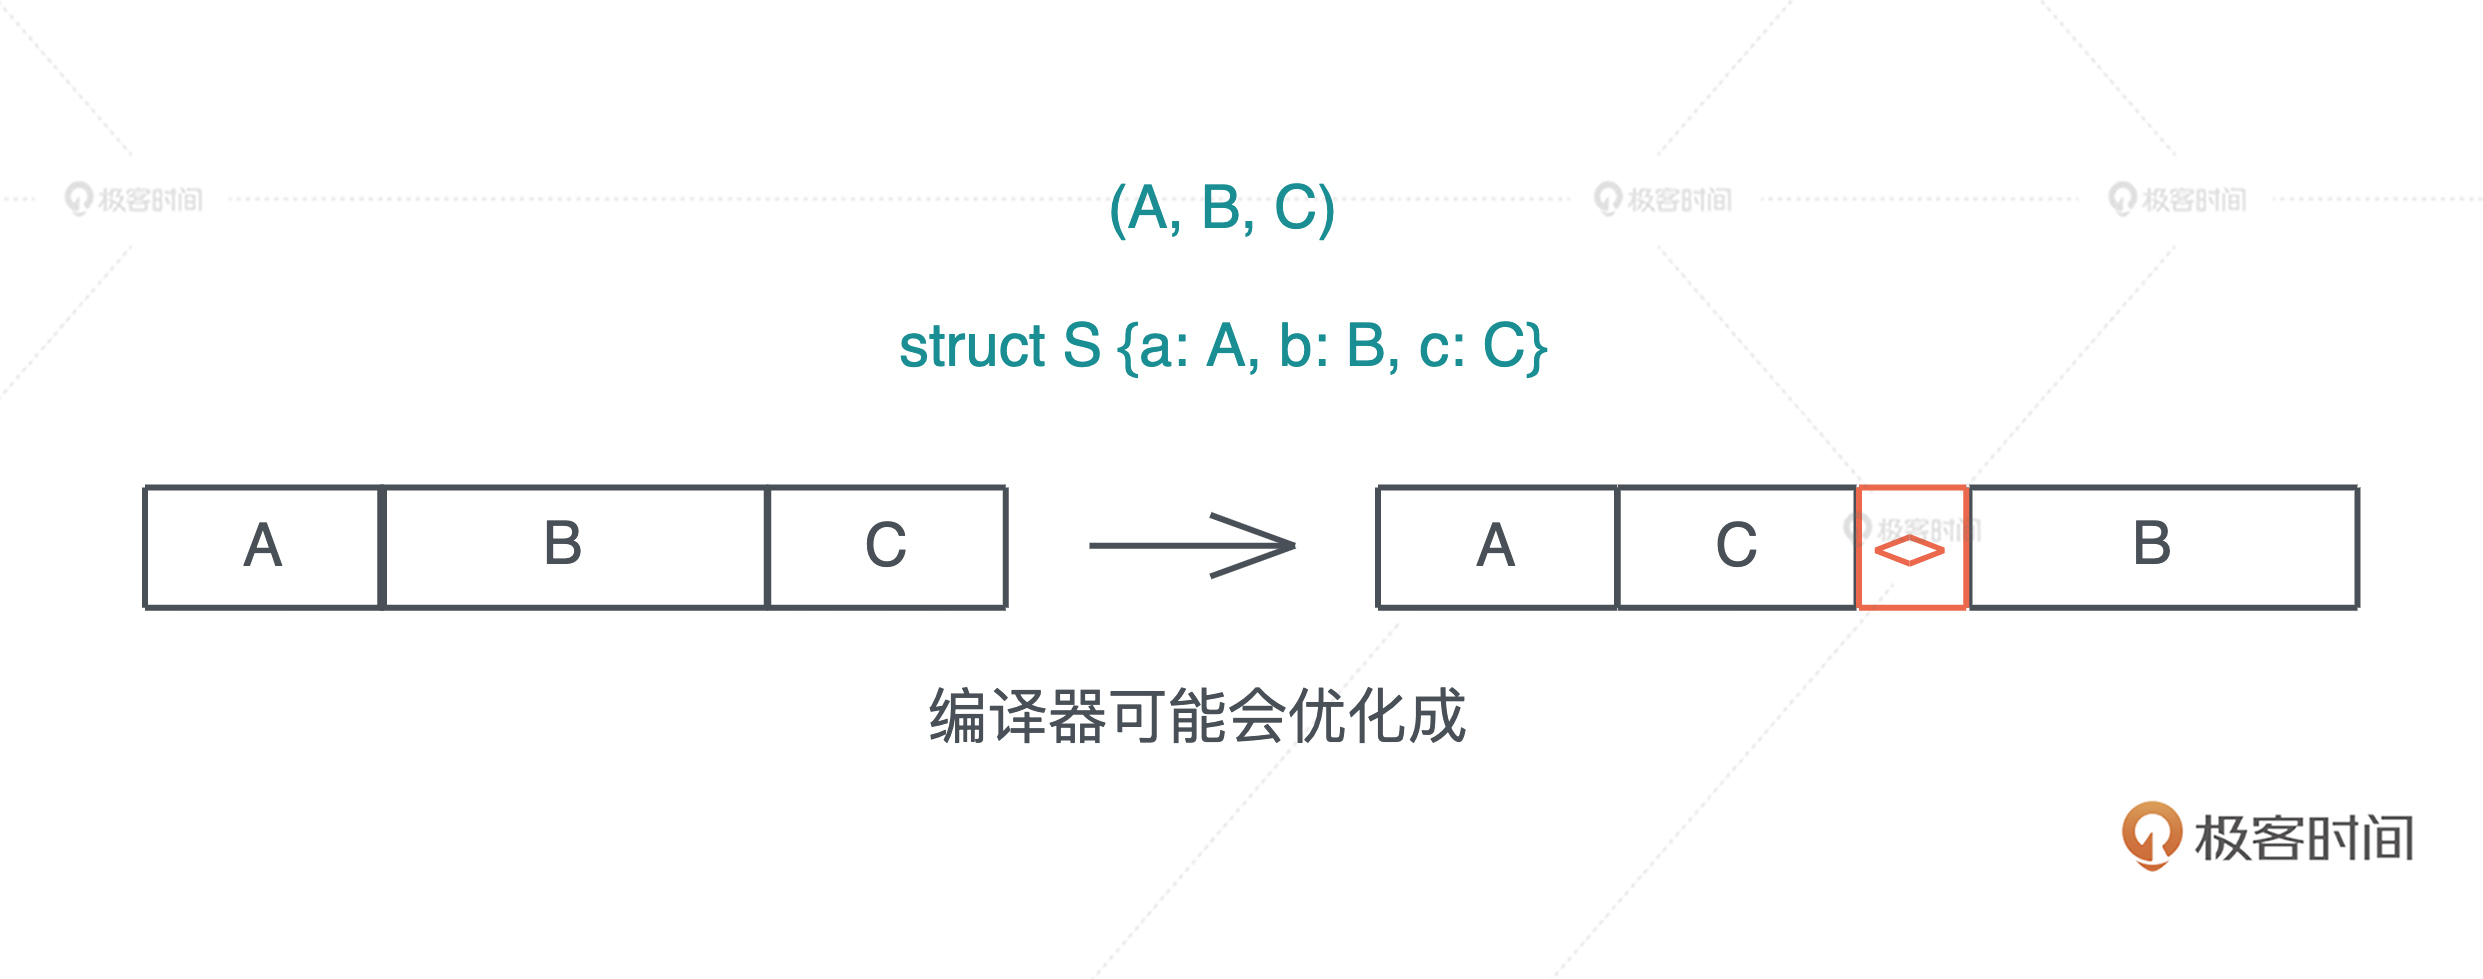 (A, B, C)
极客时间 极客时间 极客时间
struct S {a: A, b: B, c: C}
A B C A C <> B
极客时间
编译器可能会优化成
极客时间